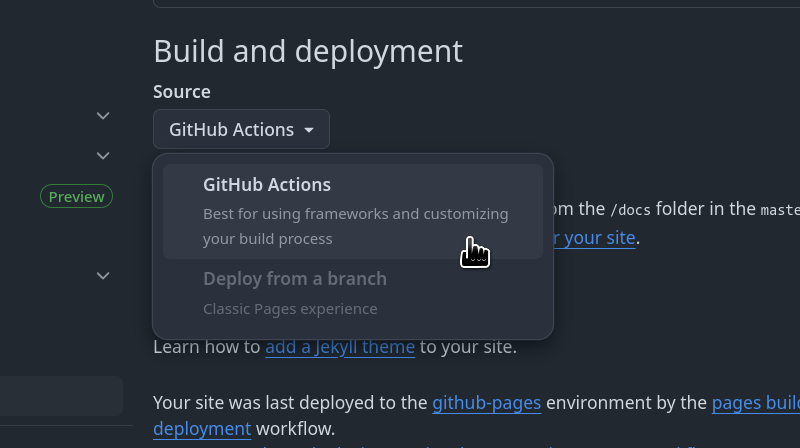 Build and deployment
Source
GitHub Actions
GitHub Actions
Best for using frameworks and customizing
your build process
Preview
om the /docs folder in the maste
r your site.
Deploy from a branch
Classic Pages experience
Learn how to add a Jekyll theme to your site.
Your site was last deployed to the github-pages environment by the pages build
deployment workflow.